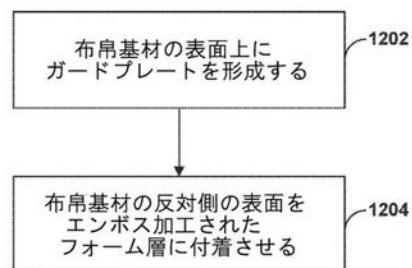 布帛基材の表面上に
ガードプレートを形成する
1202
布帛基材の反対側の表面を
エンボス加工された
フォーム層に付着させる
1204